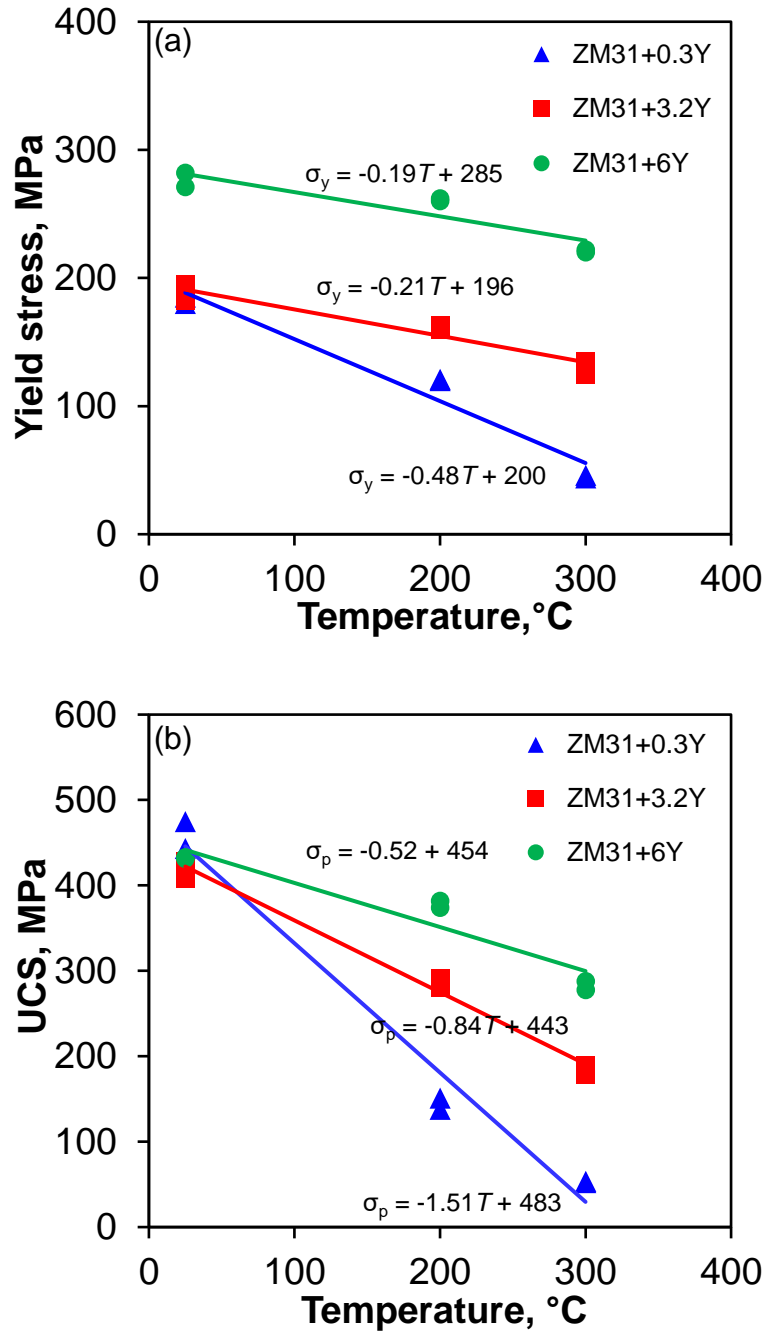 (a)
ZM31+0.3Y
ZM31+3.2Y
ZM31+6Y
σy = -0.19T + 285
σy = -0.21T + 196
σy = -0.48T + 200
400
300
200
100
0
Yield stress, MPa
0 100 200 300 400
Temperature,°C
(b)
ZM31+0.3Y
ZM31+3.2Y
ZM31+6Y
σp = -0.52 + 454
σp = -0.84T + 443
σp = -1.51T + 483
600
500
400
300
200
100
0
UCS, MPa
0 100 200 300 400
Temperature, °C